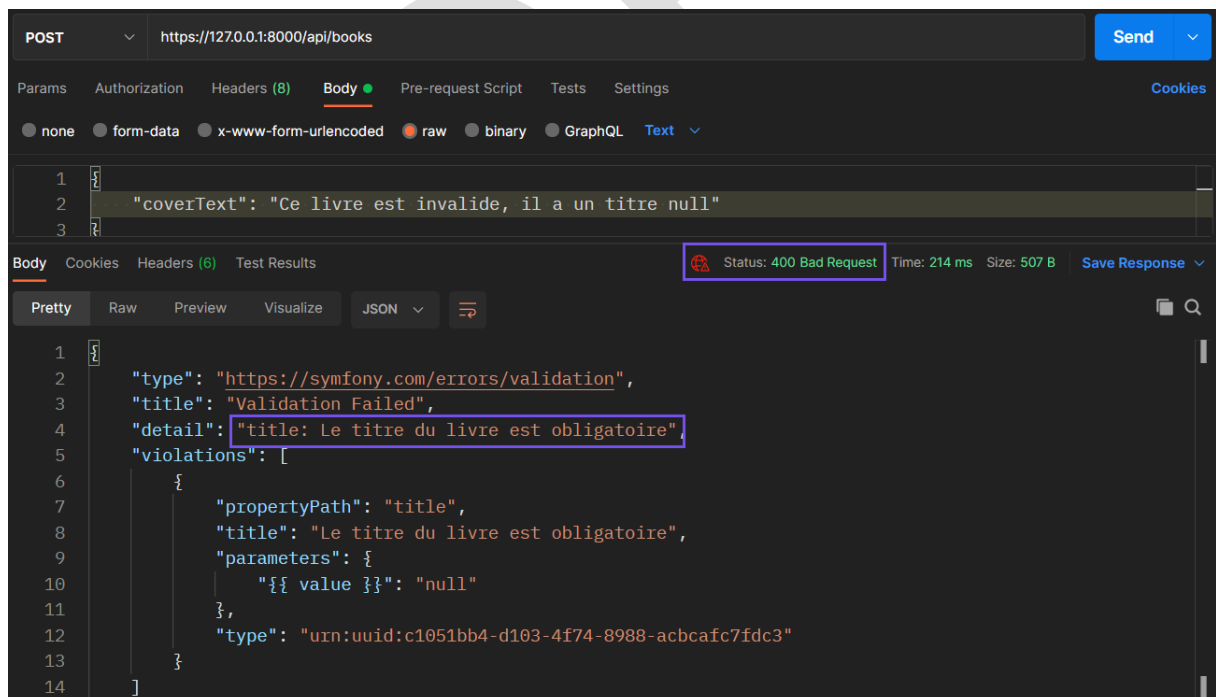 POST https://127.0.0.1:8000/api/books Send
Params Authorization Headers (8) Body Pre-request Script Tests Settings Cookies
none form-data x-www-form-urlencoded raw binary GraphQL Text
1 {
2 "coverText": "Ce livre est invalide, il a un titre null"
3 }
Body Cookies Headers (6) Test Results Status: 400 Bad Request Time: 214 ms Size: 507 B Save Response
Pretty Raw Preview Visualize JSON
1 {
2 "type": "https://symfony.com/errors/validation",
3 "title": "Validation Failed",
4 "detail": "title: Le titre du livre est obligatoire",
5 "violations": [
6 {
7 "propertyPath": "title",
8 "title": "Le titre du livre est obligatoire",
9 "parameters": {
10 "{{ value }}": "null"
11 },
12 "type": "urn:uuid:c1051bb4-d103-4f74-8988-acbcafc7fdc3"
13 }
14 ]